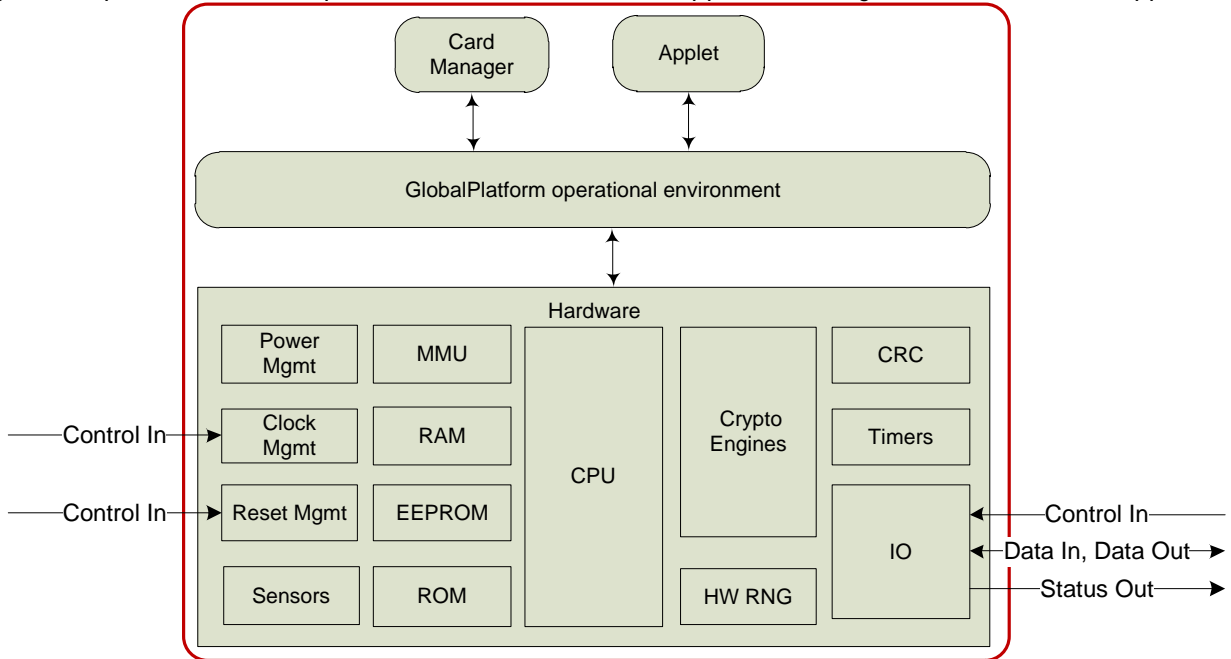 Card
Manager
Applet
GlobalPlatform operational environment
Hardware
Power
Mgmt
MMU
CPU
Crypto
Engines
CRC
Control In
Clock
Mgmt
RAM
Timers
Control In
Reset Mgmt
EEPROM
IO
Control In
Data In, Data Out
Status Out
Sensors
ROM
HW RNG